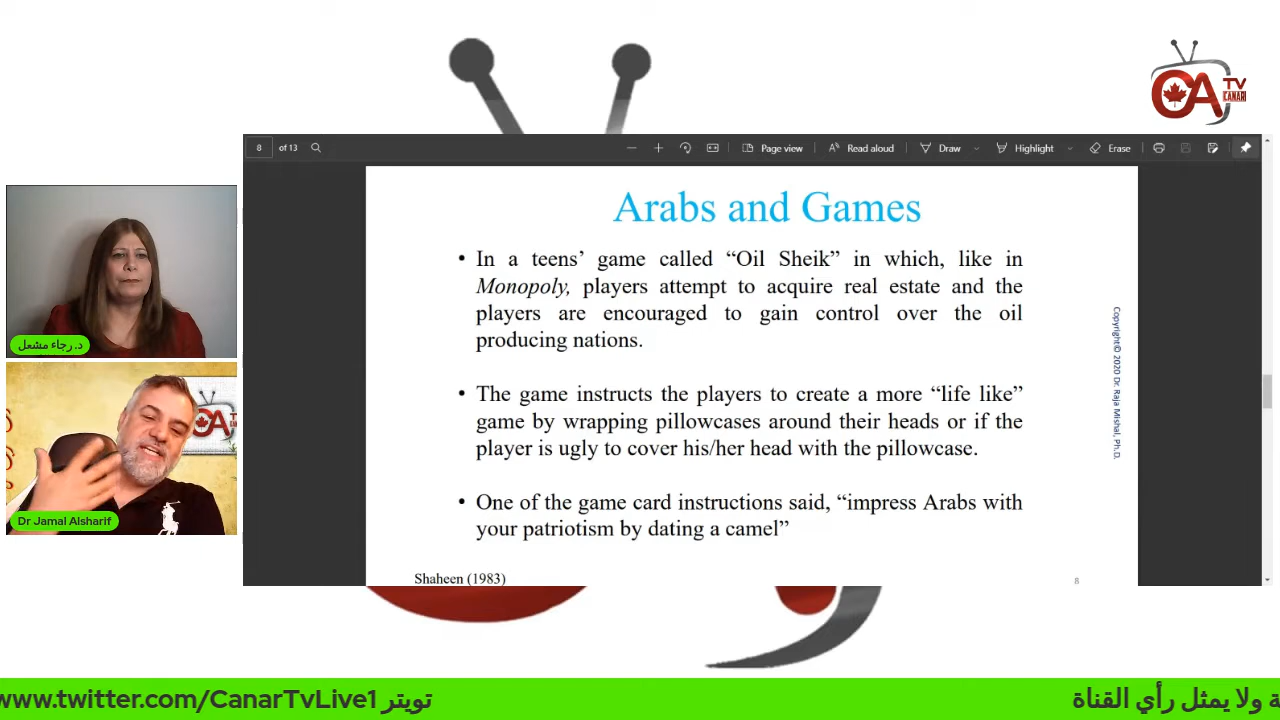 CA TV
CANARI
8 of 13 Page view Read aloud Draw Highlight Erase
Arabs and Games
• In a teens’ game called “Oil Sheik” in which, like in
Monopoly, players attempt to acquire real estate and the
players are encouraged to gain control over the oil
producing nations.
• The game instructs the players to create a more “life like”
game by wrapping pillowcases around their heads or if the
player is ugly to cover his/her head with the pillowcase.
• One of the game card instructions said, “impress Arabs with
your patriotism by dating a camel”
Shaheen (1983)
8
Copyright© 2020 Dr. Raja Mishal, Ph.D.
د. رجاء مشعل
CA TV
Dr Jamal Alsharif
تويتر www.twitter.com/CanarTvLive1
ة ولا يمثل رأي القناة